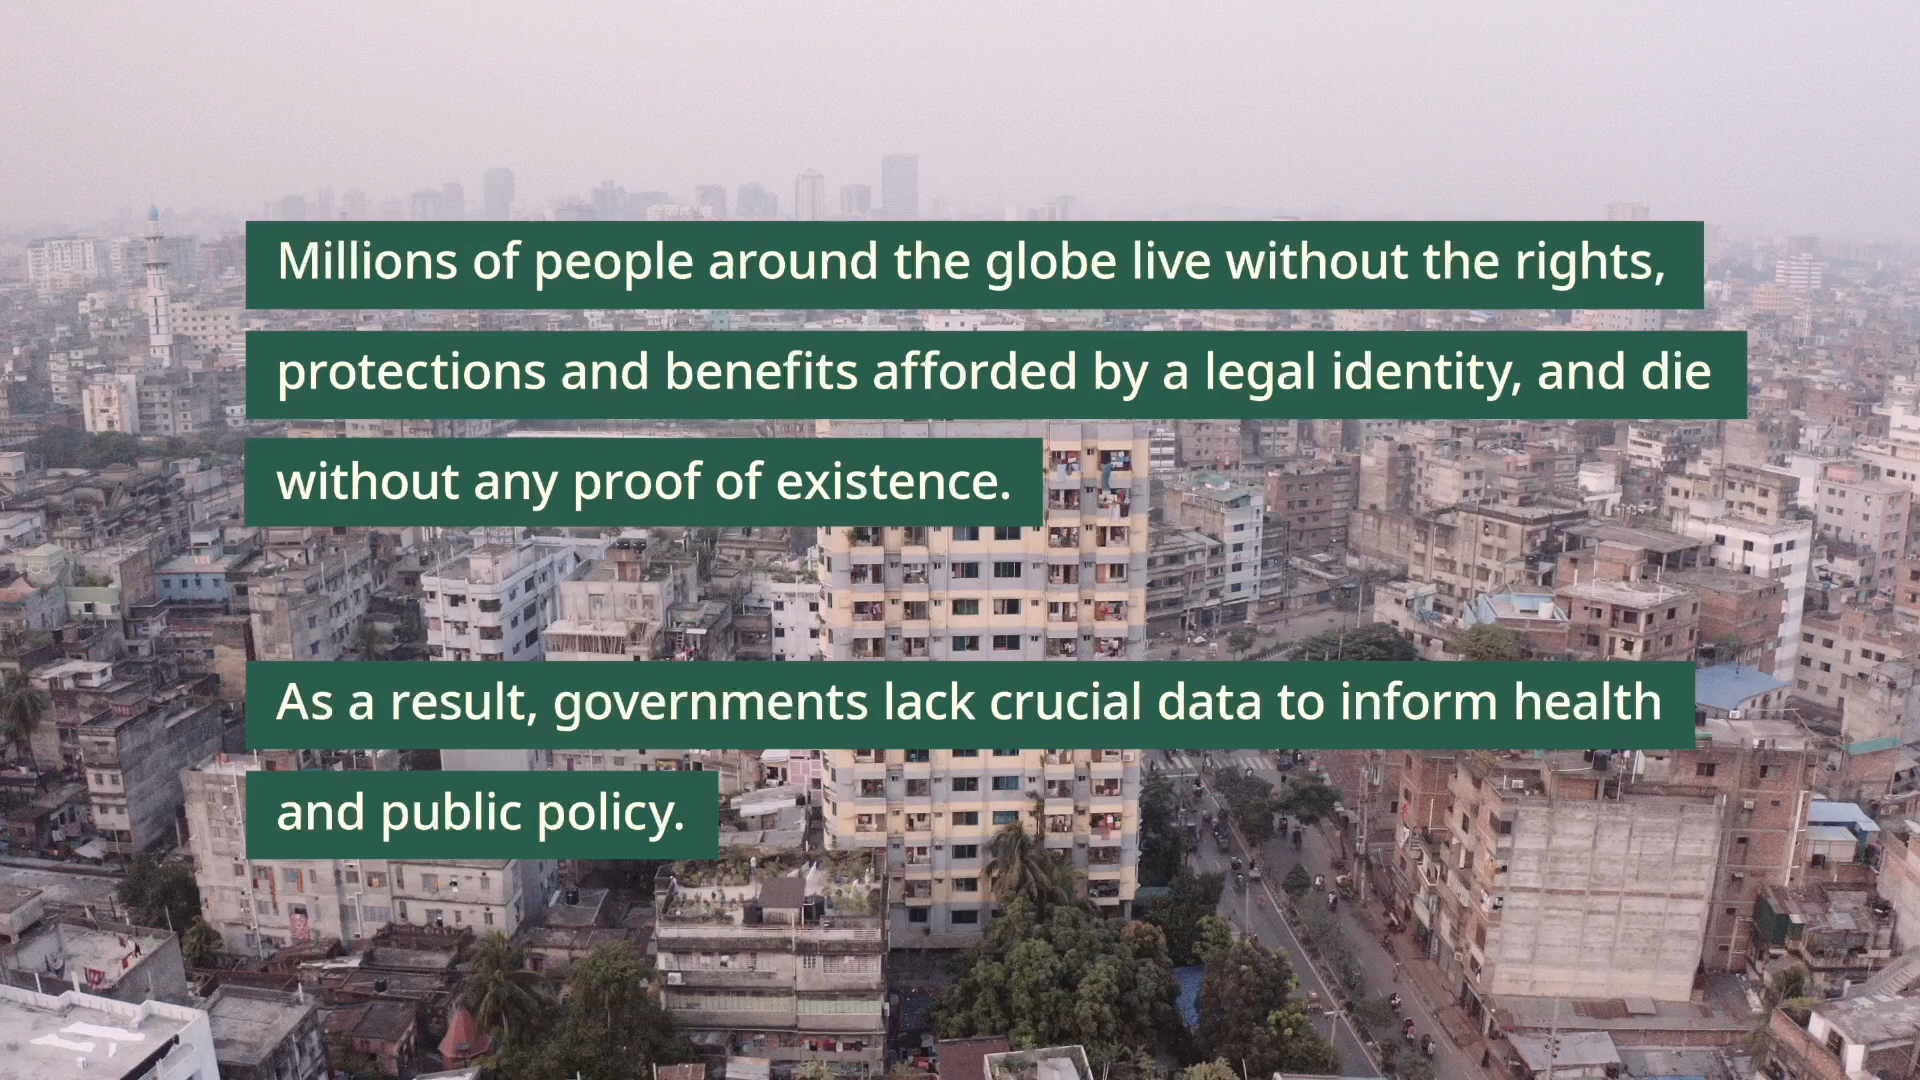 Millions of people around the globe live without the rights,
protections and benefits afforded by a legal identity, and die
without any proof of existence.
As a result, governments lack crucial data to inform health
and public policy.